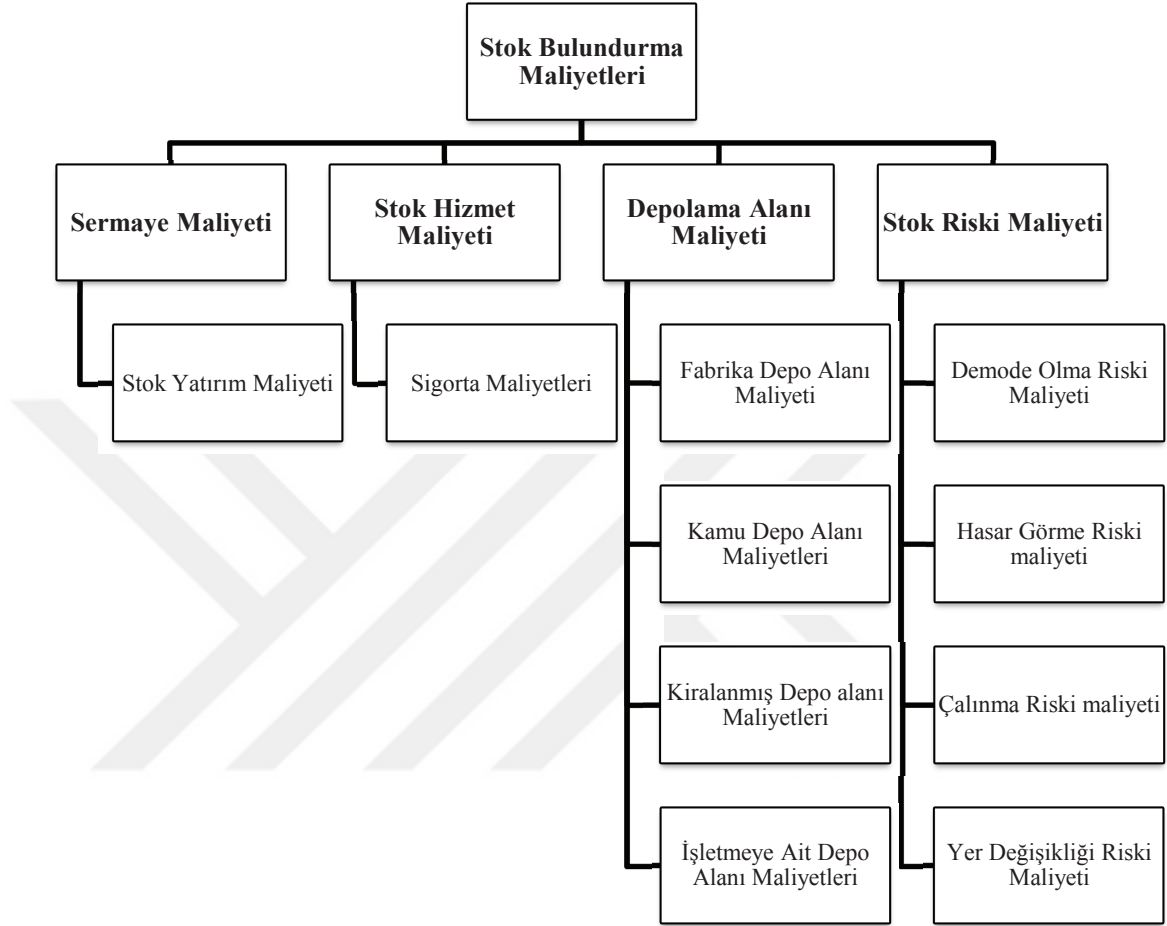 Stok Bulundurma
Maliyetleri
Sermaye Maliyeti
Stok Hizmet
Maliyeti
Depolama Alanı
Maliyeti
Stok Riski Maliyeti
Stok Yatırım Maliyeti
Sigorta Maliyetleri
Fabrika Depo Alanı
Maliyeti
Demode Olma Riski
Maliyeti
Kamu Depo Alanı
Maliyetleri
Hasar Görme Riski
maliyeti
Kiralanmış Depo alanı
Maliyetleri
Çalınma Riski maliyeti
İşletmeye Ait Depo
Alanı Maliyetleri
Yer Değişikliği Riski
Maliyeti